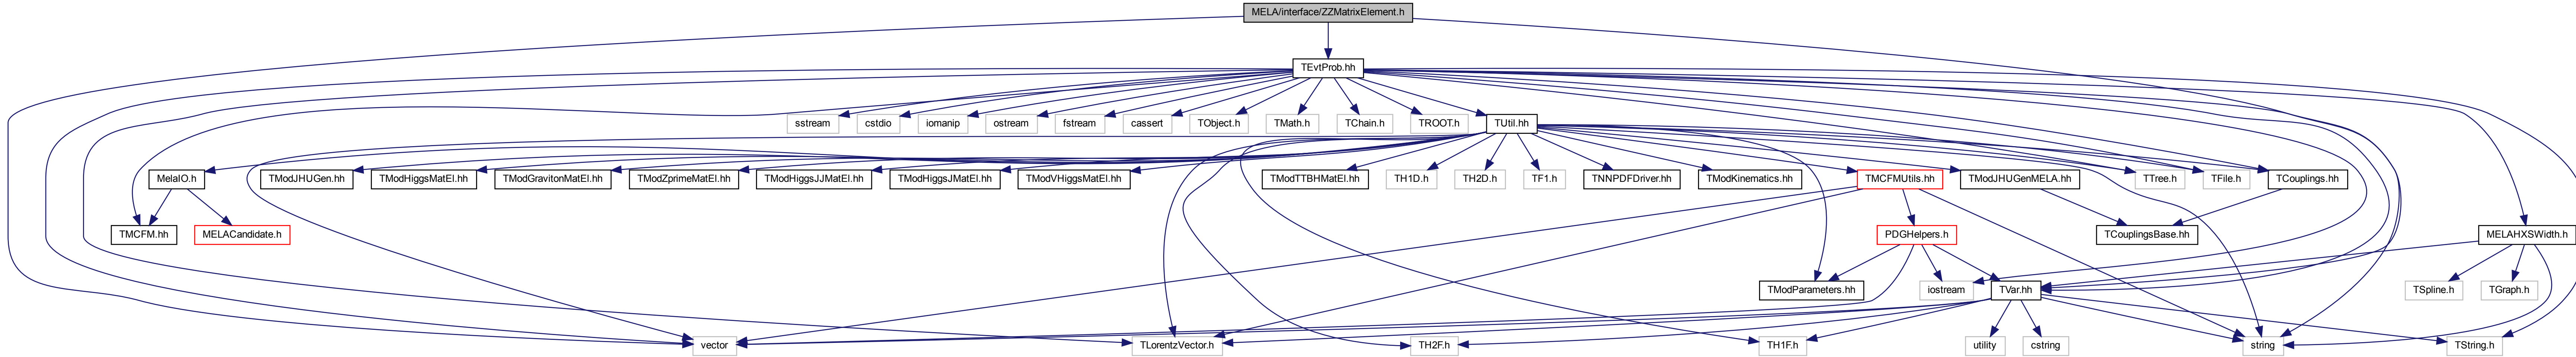 MELA/interface/ZZMatrixElement.h
TEvtProb.hh
sstream
cstdio
iomanip
ostream
fstream
cassert
TObject.h
TMath.h
TChain.h
TROOT.h
TUtil.hh
MelaIO.h
TModJHUGen.hh
TModHiggsMatEl.hh
TModGravitonMatEl.hh
TModZprimeMatEl.hh
TModHiggsJJMatEl.hh
TModHiggsJMatEl.hh
TModVHiggsMatEl.hh
TModTTBHMatEl.hh
TH1D.h
TH2D.h
TF1.h
TNNPDFDriver.hh
TModKinematics.hh
TMCFMUtils.hh
TModJHUGenMELA.hh
TTree.h
TFile.h
TCouplings.hh
TMCFM.hh
MELACandidate.h
PDGHelpers.h
TCouplingsBase.hh
MELAHXSWidth.h
TModParameters.hh
iostream
TVar.hh
TSpline.h
TGraph.h
vector
TLorentzVector.h
TH2F.h
TH1F.h
utility
cstring
string
TString.h